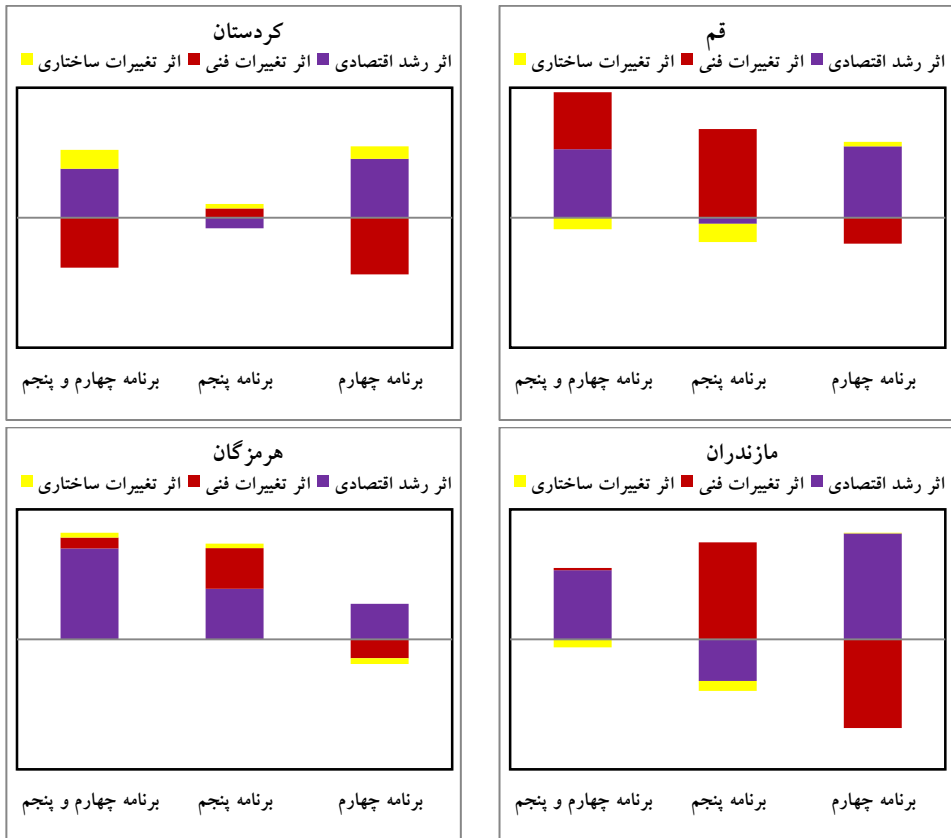 قم
اثر رشد اقتصادی اثر تغییرات فنی اثر تغییرات ساختاری
برنامه چهارم برنامه پنجم برنامه چهارم و پنجم
کردستان
اثر رشد اقتصادی اثر تغییرات فنی اثر تغییرات ساختاری
برنامه چهارم برنامه پنجم برنامه چهارم و پنجم
مازندران
اثر رشد اقتصادی اثر تغییرات فنی اثر تغییرات ساختاری
برنامه چهارم برنامه پنجم برنامه چهارم و پنجم
هرمزگان
اثر رشد اقتصادی اثر تغییرات فنی اثر تغییرات ساختاری
برنامه چهارم برنامه پنجم برنامه چهارم و پنجم